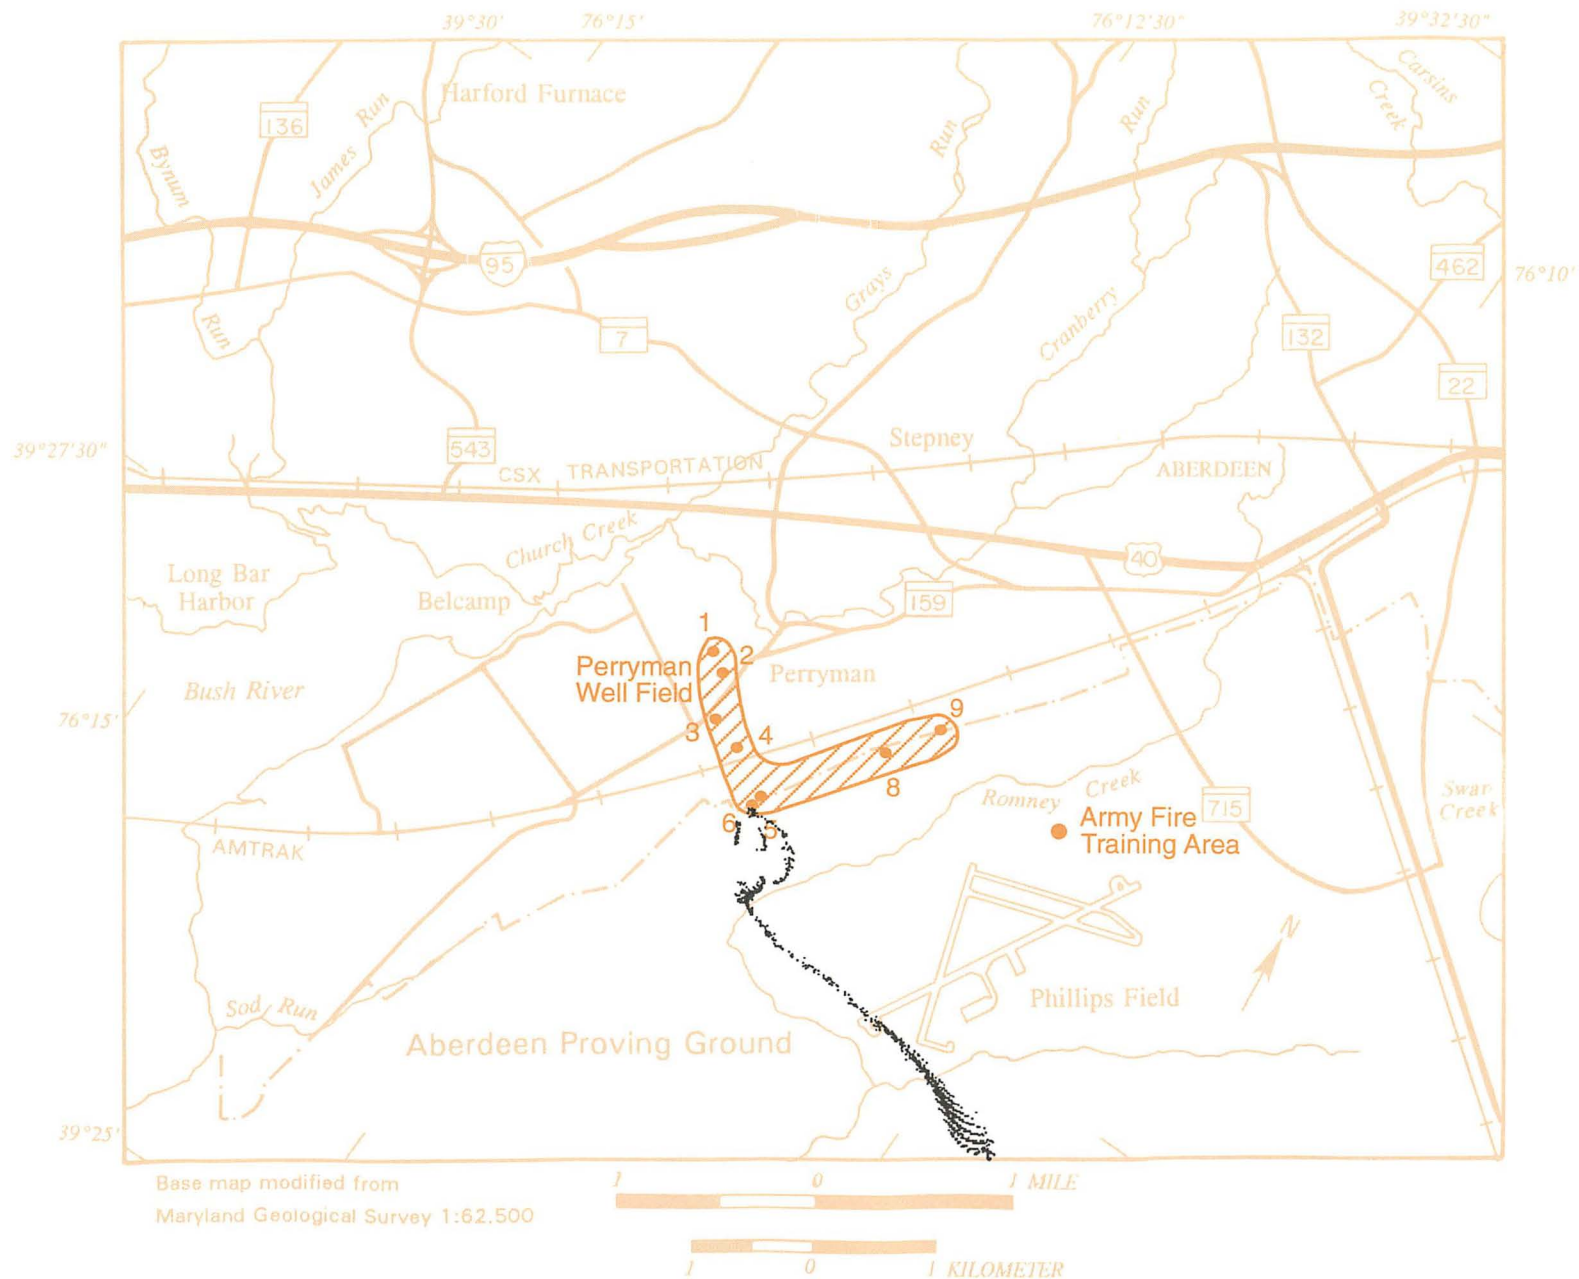 39°30'
76°15'
76°12'30"
39°32'30"
Harford Furnace
Carsins
Creek
136
James
Run
Bynum
Run
Run
Run
95
Grays
Cranberry
462
76°10'
7
132
22
39°27'30"
543
Stepney
CSX TRANSPORTATION
ABERDEEN
Church Creek
40
Long Bar
Harbor
Belcamp
159
1
2
Perryman
Well Field
Perryman
Bush River
76°15'
3
4
9
8
Romney
Creek
715
Swan
Creek
6
5
Army Fire
Training Area
AMTRAK
N
Sod Run
Phillips Field
Aberdeen Proving Ground
39°25'
Base map modified from
Maryland Geological Survey 1:62,500
1 0 1 MILE
1 0 1 KILOMETER